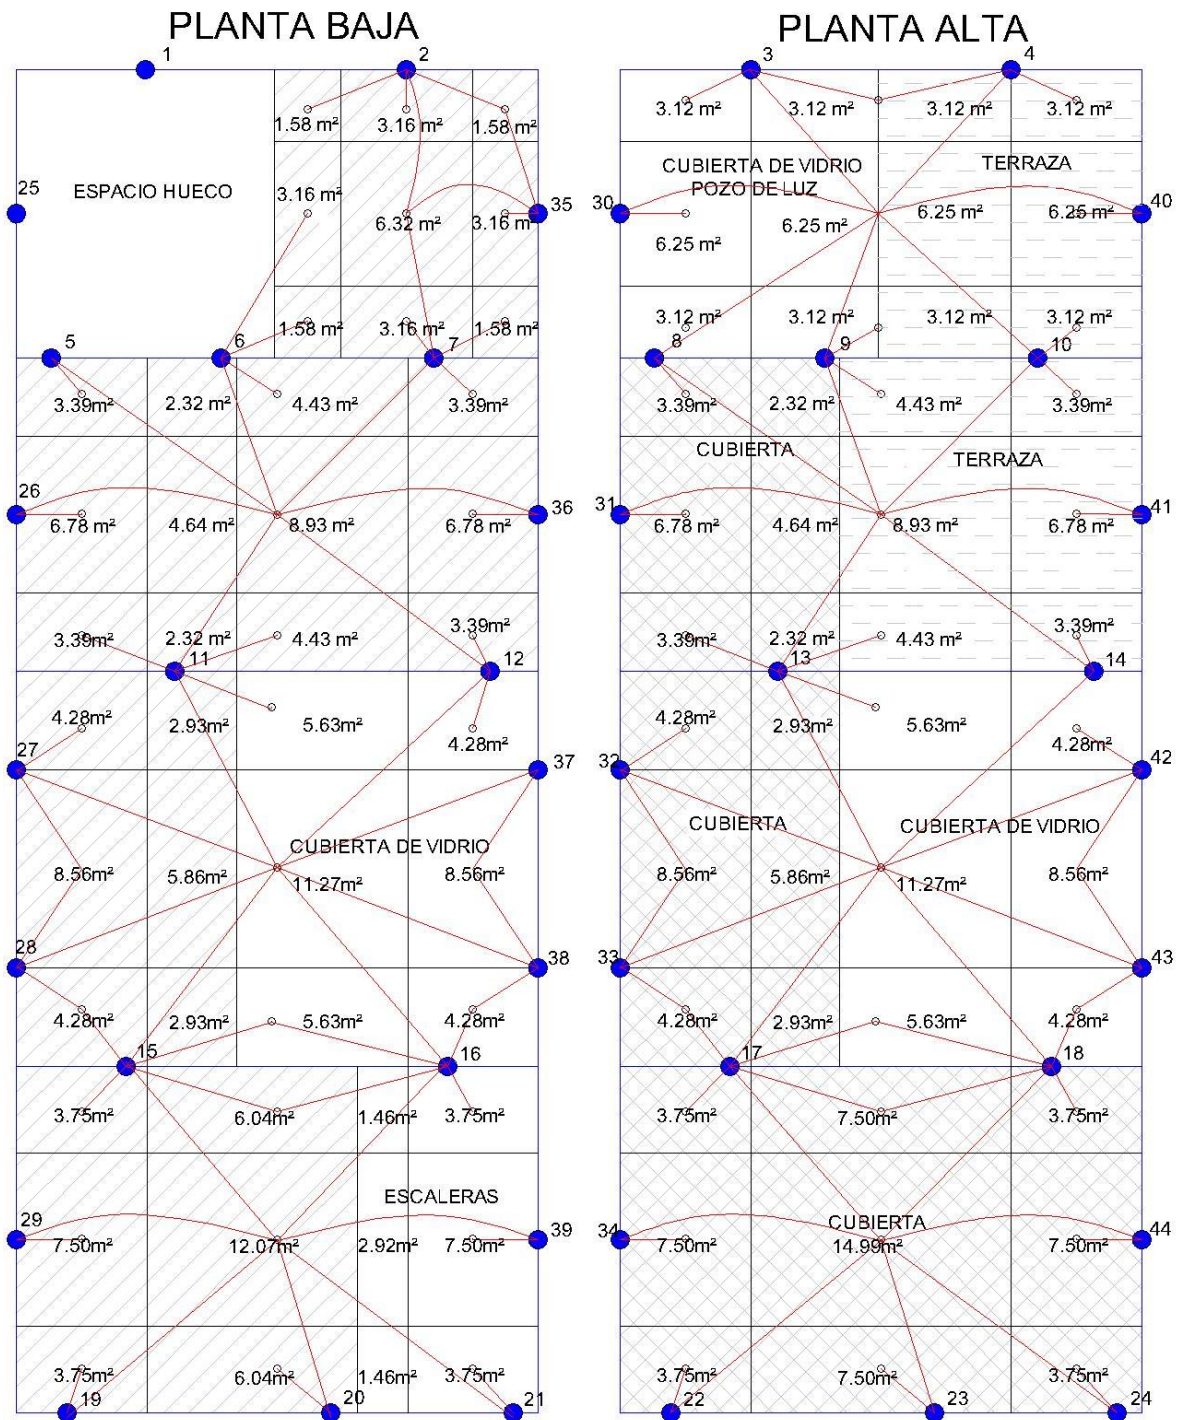 PLANTA BAJA
1
2
1.58 m²
3.16 m²
1.58 m²
25
ESPACIO HUECO
3.16 m²
35
6.32 m²
3.16 m²
1.58 m²
3.16 m²
1.58 m²
5
6
7
3.39m²
2.32 m²
4.43 m²
3.39m²
26
36
6.78 m²
4.64 m²
8.93 m²
6.78 m²
3.39m²
2.32 m²
4.43 m²
3.39m²
11
12
4.28m²
2.93m²
5.63m²
4.28m²
27
37
CUBIERTA DE VIDRIO
8.56m²
5.86m²
11.27m²
8.56m²
28
38
4.28m²
2.93m²
5.63m²
4.28m²
15
16
3.75m²
6.04m²
1.46m²
3.75m²
ESCALERAS
29
39
7.50m²
12.07m²
2.92m²
7.50m²
3.75m²
6.04m²
1.46m²
3.75m²
19
20
21
PLANTA ALTA
3
4
3.12 m²
3.12 m²
3.12 m²
3.12 m²
CUBIERTA DE VIDRIO
POZO DE LUZ
TERRAZA
30
40
6.25 m²
6.25 m²
6.25 m²
6.25 m²
3.12 m²
3.12 m²
3.12 m²
3.12 m²
8
9
10
3.39m²
2.32 m²
4.43 m²
3.39m²
CUBIERTA
TERRAZA
31
41
6.78 m²
4.64 m²
8.93 m²
6.78 m²
3.39m²
2.32 m²
4.43 m²
3.39m²
13
14
4.28m²
2.93m²
5.63m²
4.28m²
32
42
CUBIERTA
CUBIERTA DE VIDRIO
8.56m²
5.86m²
11.27m²
8.56m²
33
43
4.28m²
2.93m²
5.63m²
4.28m²
17
18
3.75m²
7.50m²
3.75m²
34
CUBIERTA
44
7.50m²
14.99m²
7.50m²
3.75m²
7.50m²
3.75m²
22
23
24